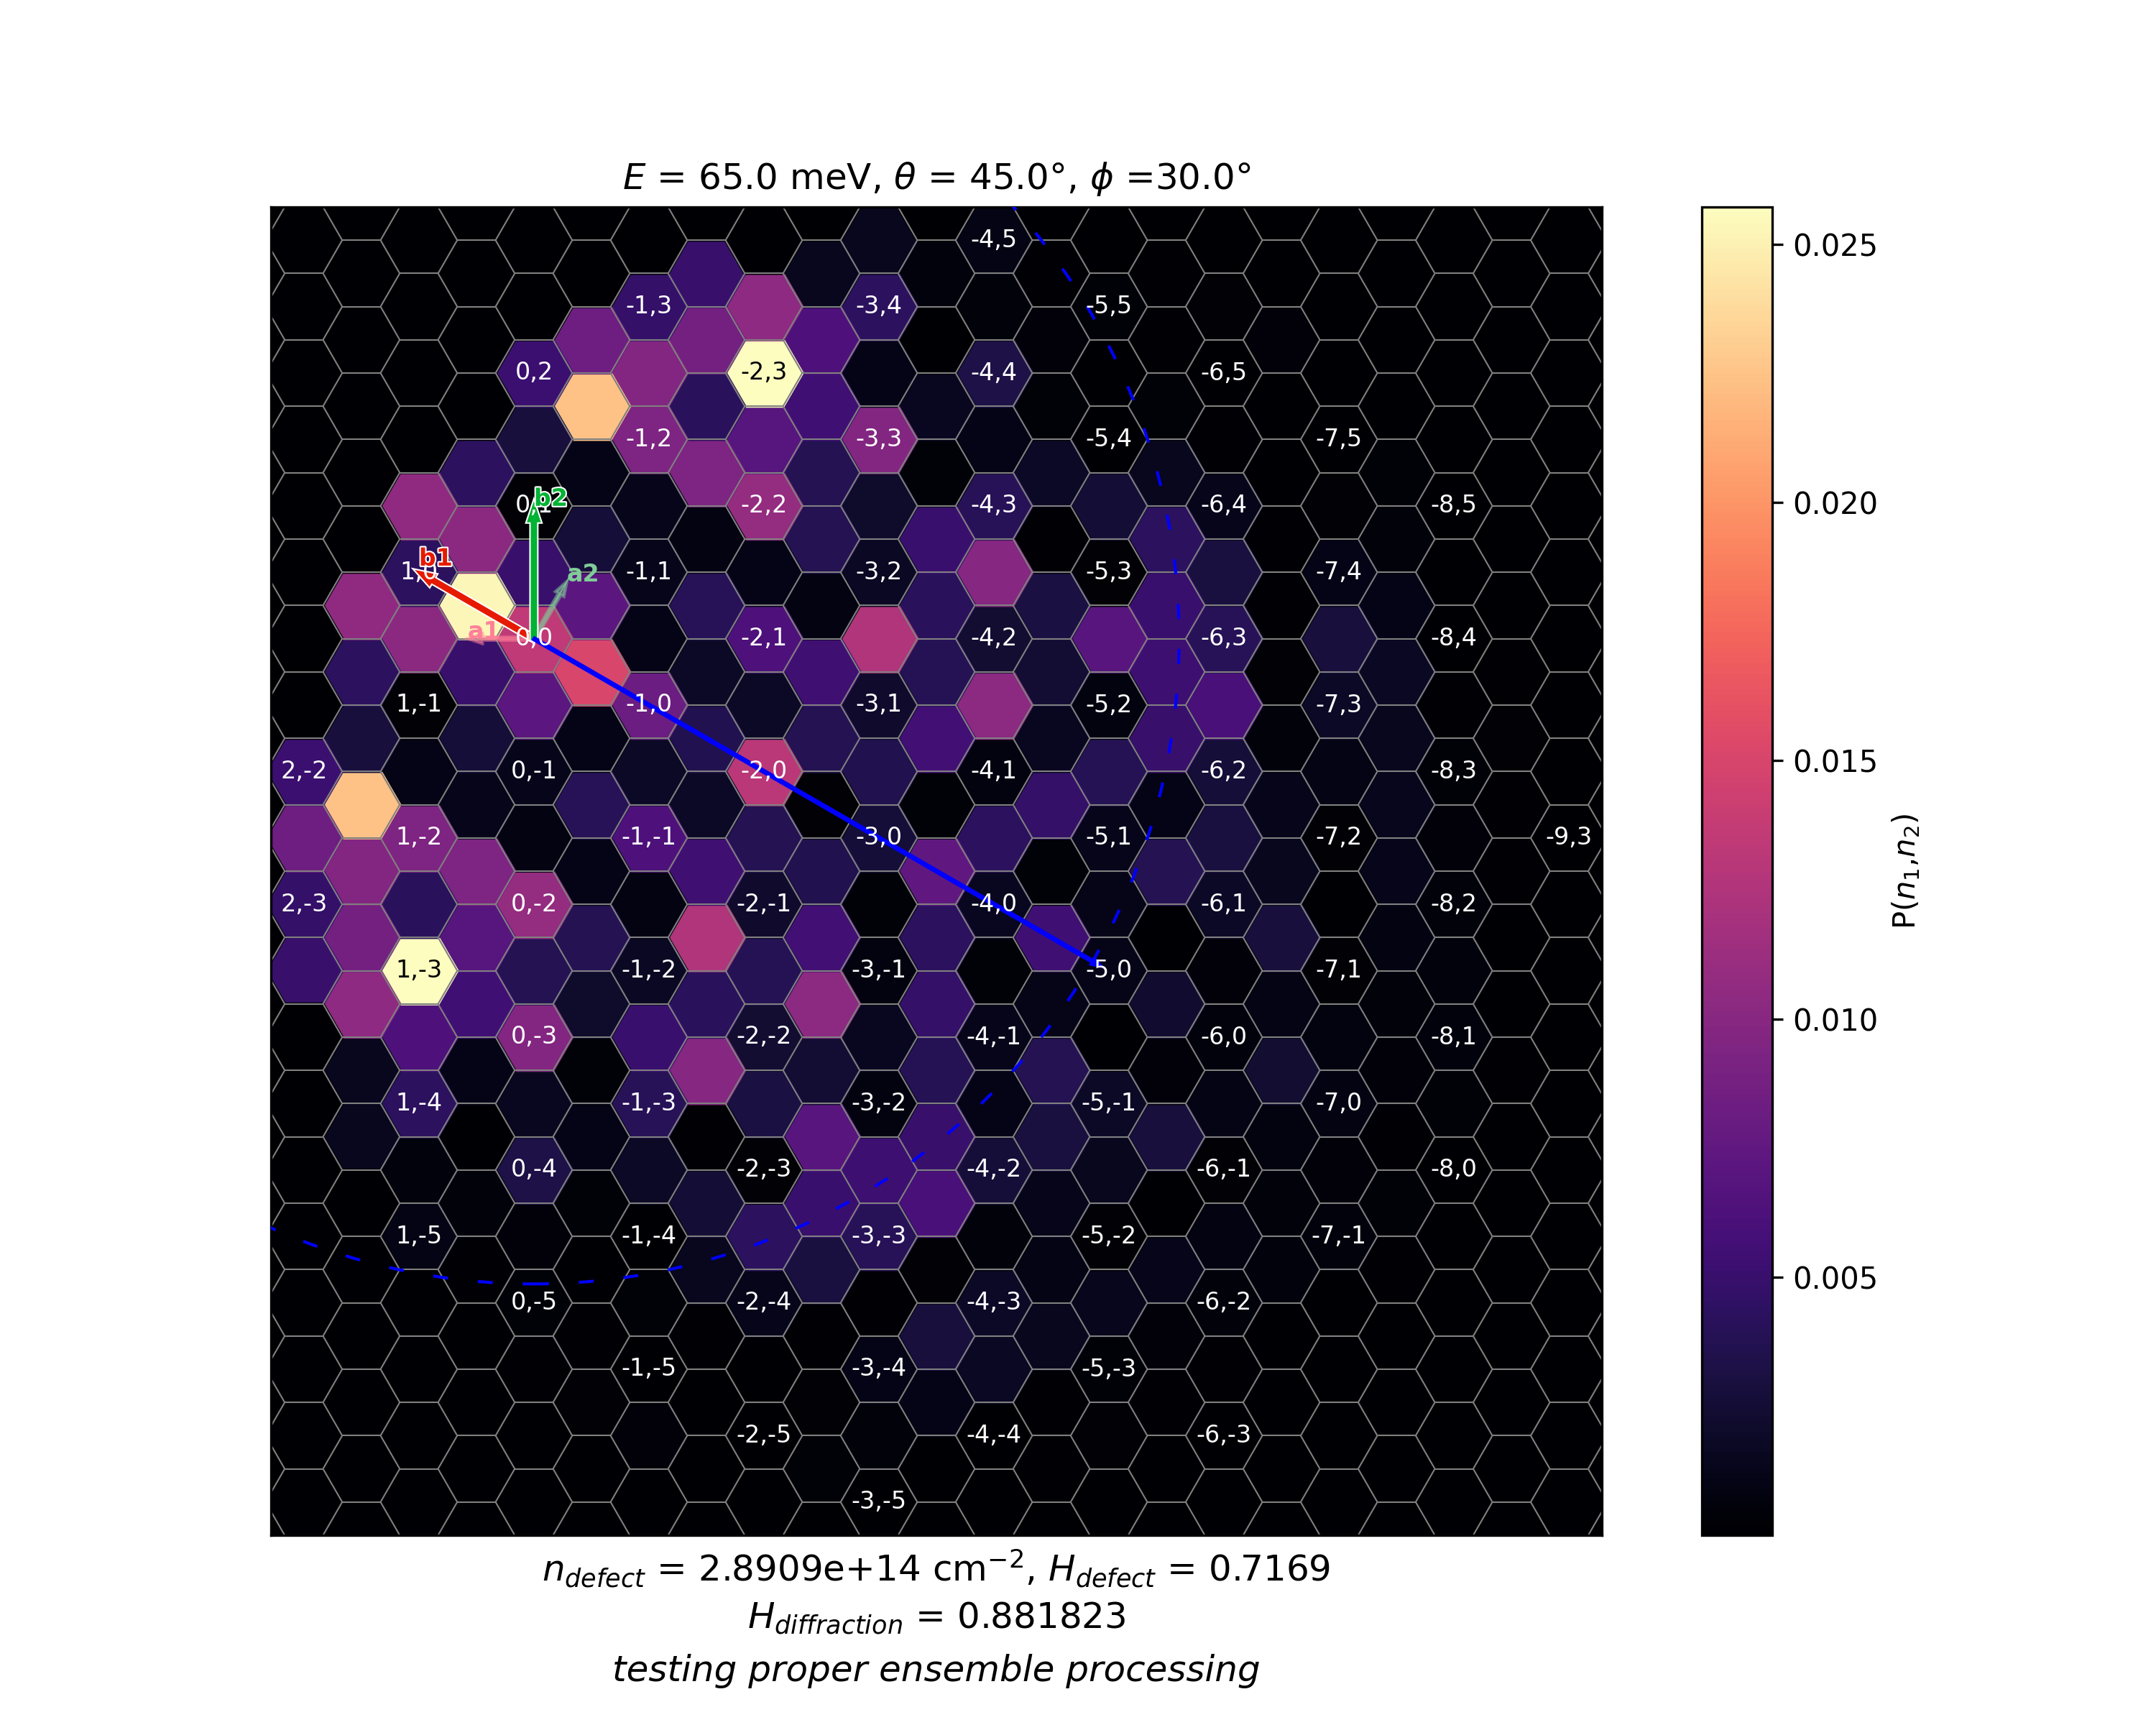 E = 65.0 meV, θ = 45.0°, ϕ =30.0°
-4,5
-1,3 -3,4 -5,5
0,2 -2,3 -4,4 -6,5
-1,2 -3,3 -5,4 -7,5
b2 -2,2 -4,3 -6,4 -8,5
b1 a2 -1,1 -3,2 -5,3 -7,4
a1 0,0 -2,1 -4,2 -6,3 -8,4
1,-1 -1,0 -3,1 -5,2 -7,3
2,-2 0,-1 -2,0 -4,1 -6,2 -8,3
1,-2 -1,-1 -3,0 -5,1 -7,2 -9,3
2,-3 0,-2 -2,-1 -4,0 -6,1 -8,2
1,-3 -1,-2 -3,-1 -5,0 -7,1
0,-3 -2,-2 -4,-1 -6,0 -8,1
1,-4 -1,-3 -3,-2 -5,-1 -7,0
0,-4 -2,-3 -4,-2 -6,-1 -8,0
1,-5 -1,-4 -3,-3 -5,-2 -7,-1
0,-5 -2,-4 -4,-3 -6,-2
-1,-5 -3,-4 -5,-3
-2,-5 -4,-4 -6,-3
-3,-5
0.025
0.020
0.015
0.010
0.005
P(n₁,n₂)
n_defect = 2.8909e+14 cm⁻², H_defect = 0.7169
H_diffraction = 0.881823
testing proper ensemble processing